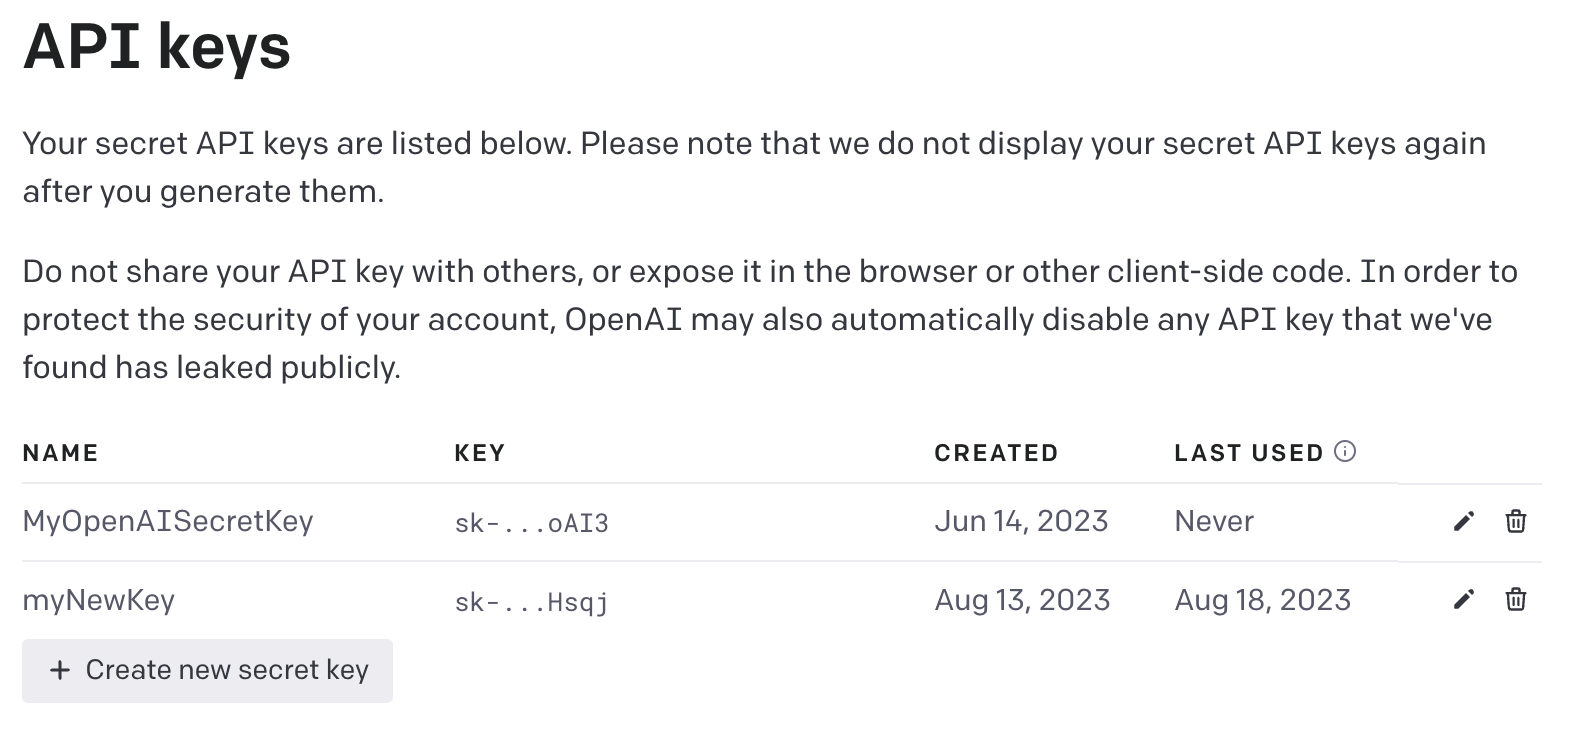 API keys
Your secret API keys are listed below. Please note that we do not display your secret API keys again
after you generate them.
Do not share your API key with others, or expose it in the browser or other client-side code. In order to
protect the security of your account, OpenAI may also automatically disable any API key that we've
found has leaked publicly.
NAME KEY CREATED LAST USED
MyOpenAISecretKey sk-...oAI3 Jun 14, 2023 Never
myNewKey sk-...Hsqj Aug 13, 2023 Aug 18, 2023
+ Create new secret key